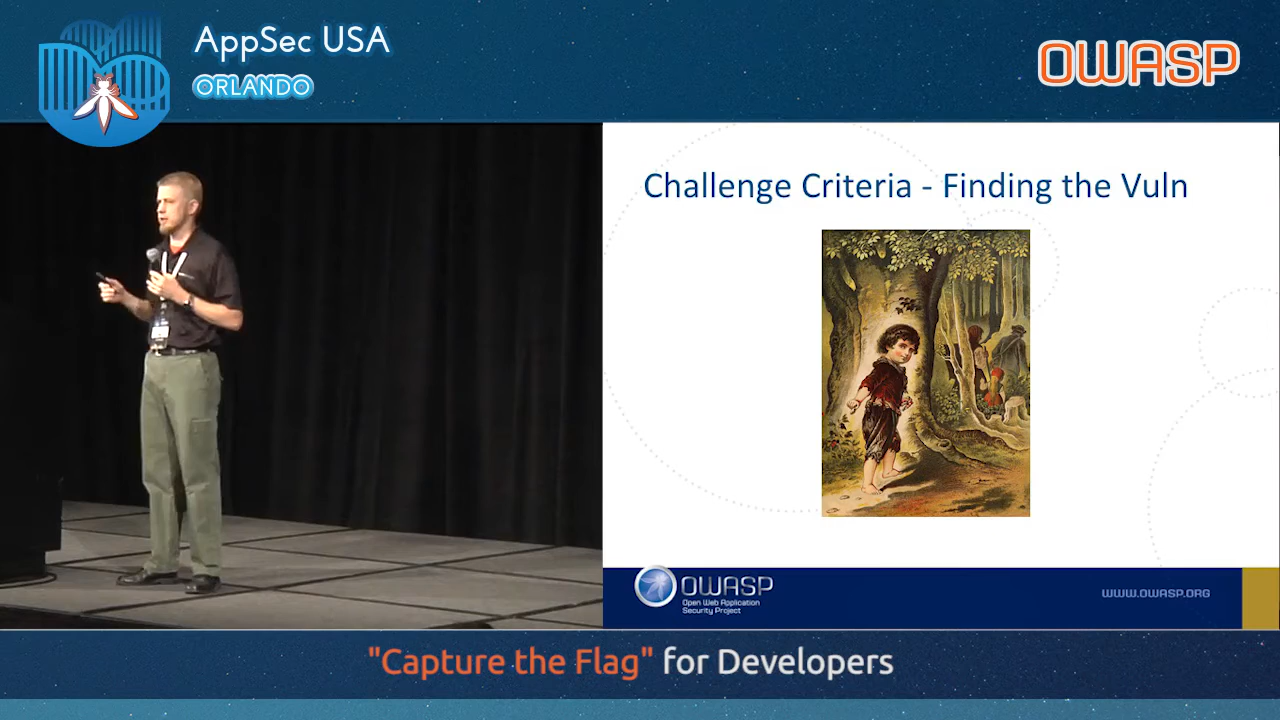 AppSec USA
ORLANDO
OWASP
Challenge Criteria - Finding the Vuln
OWASP
Open Web Application
Security Project
WWW.OWASP.ORG
"Capture the Flag" for Developers